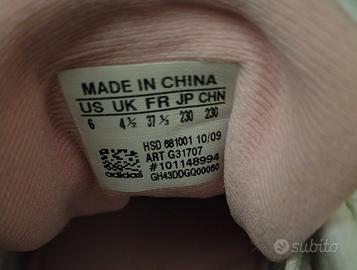 MADE IN CHINA
US UK FR JP CHN
6 4½ 37⅓ 230 230
HSD 681001 10/09
ART G31707
#101148994
adidas
GH43DDGQ00060
subito